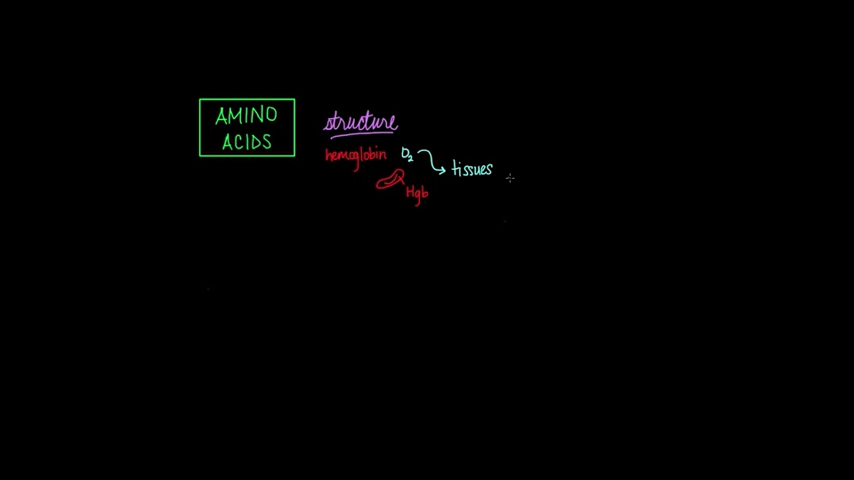 AMINO
ACIDS
structure
hemoglobin O2 tissues
Hgb